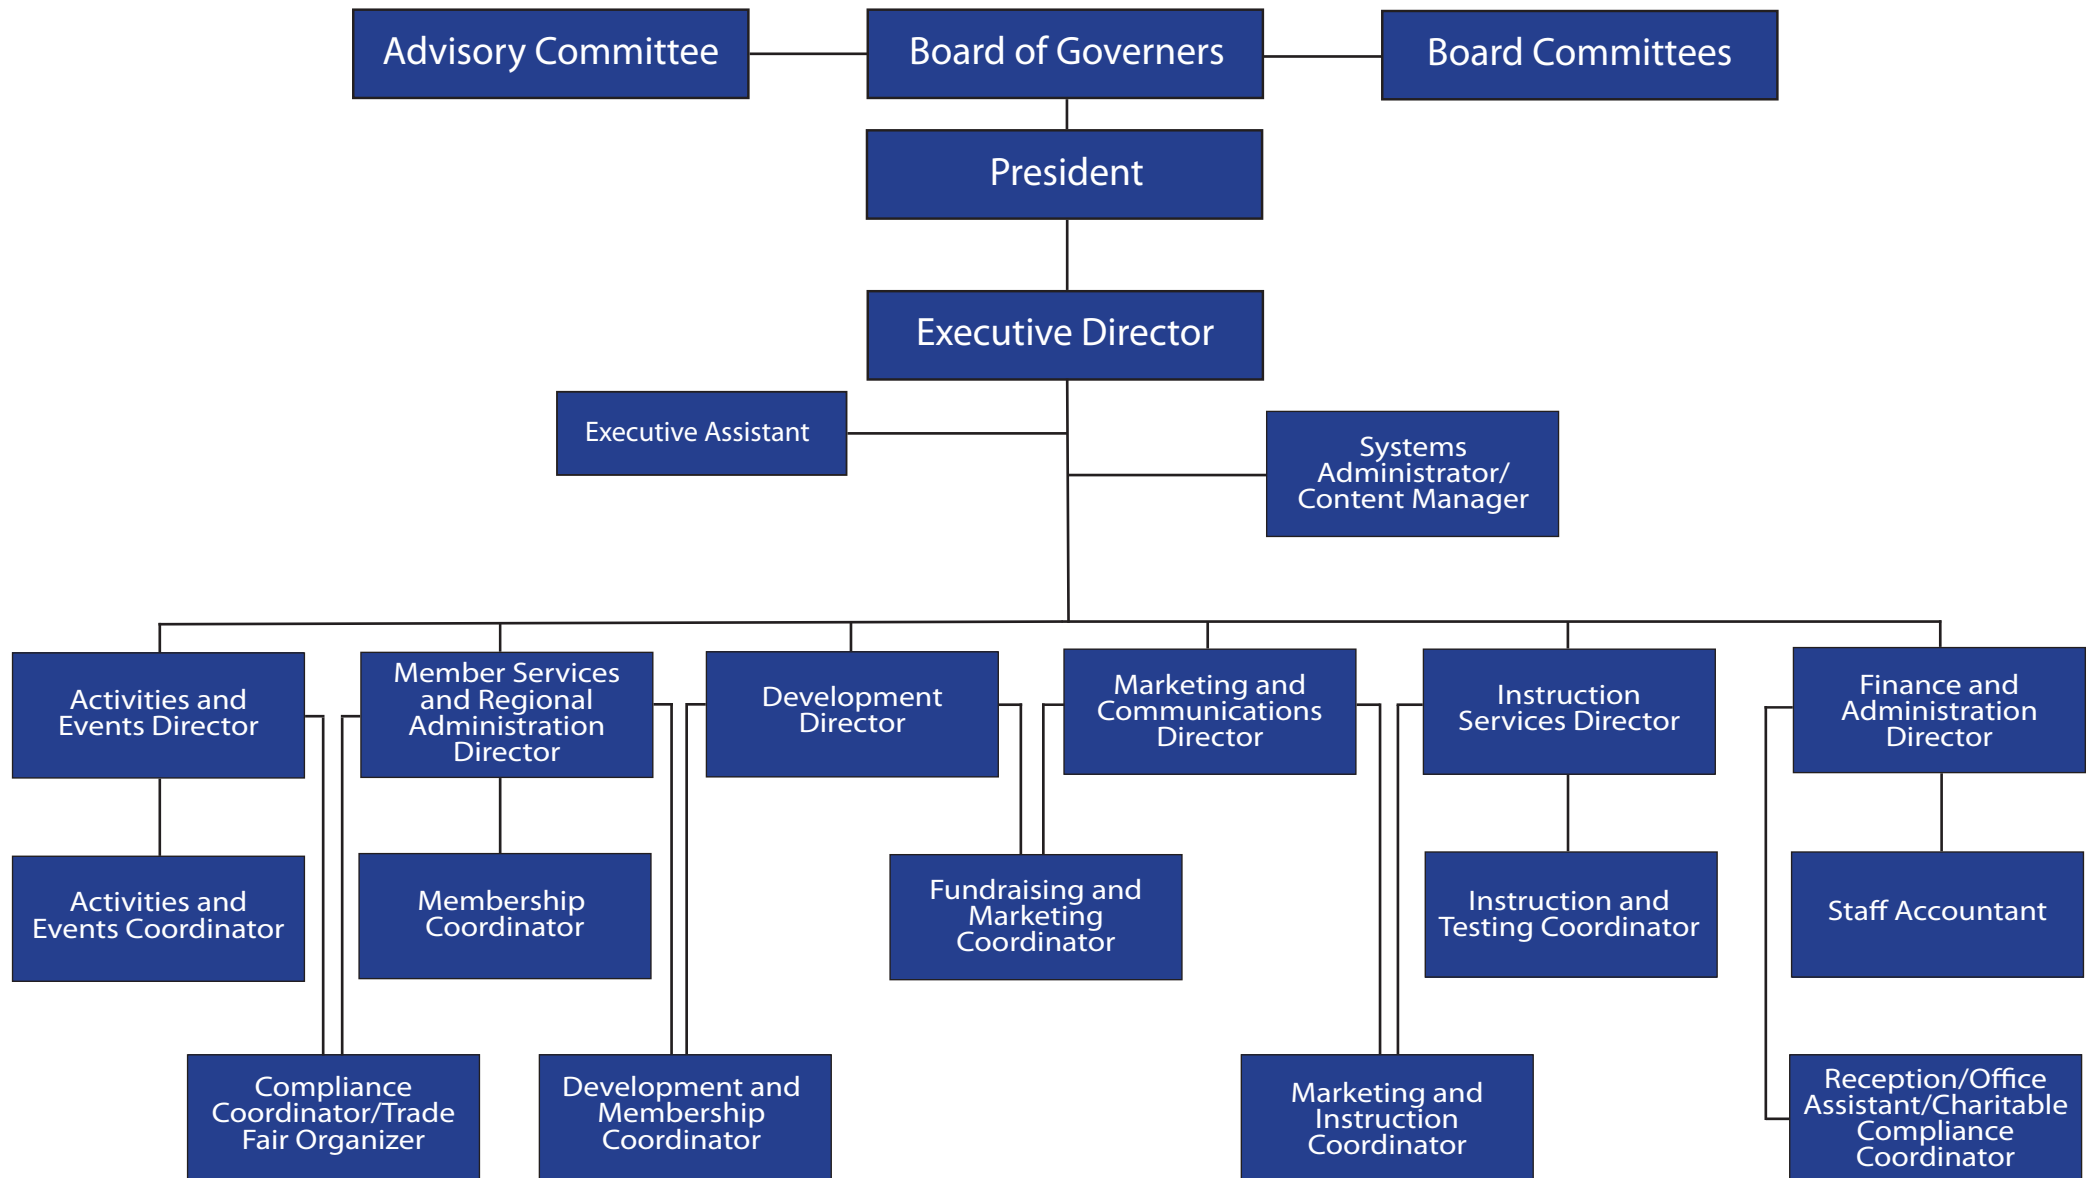 Advisory Committee
Board of Governers
Board Committees
President
Executive Director
Executive Assistant
Systems
Administrator/
Content Manager
Activities and
Events Director
Member Services
and Regional
Administration
Director
Development
Director
Marketing and
Communications
Director
Instruction
Services Director
Finance and
Administration
Director
Activities and
Events Coordinator
Membership
Coordinator
Fundraising and
Marketing
Coordinator
Instruction and
Testing Coordinator
Staff Accountant
Compliance
Coordinator/Trade
Fair Organizer
Development and
Membership
Coordinator
Marketing and
Instruction
Coordinator
Reception/Office
Assistant/Charitable
Compliance
Coordinator